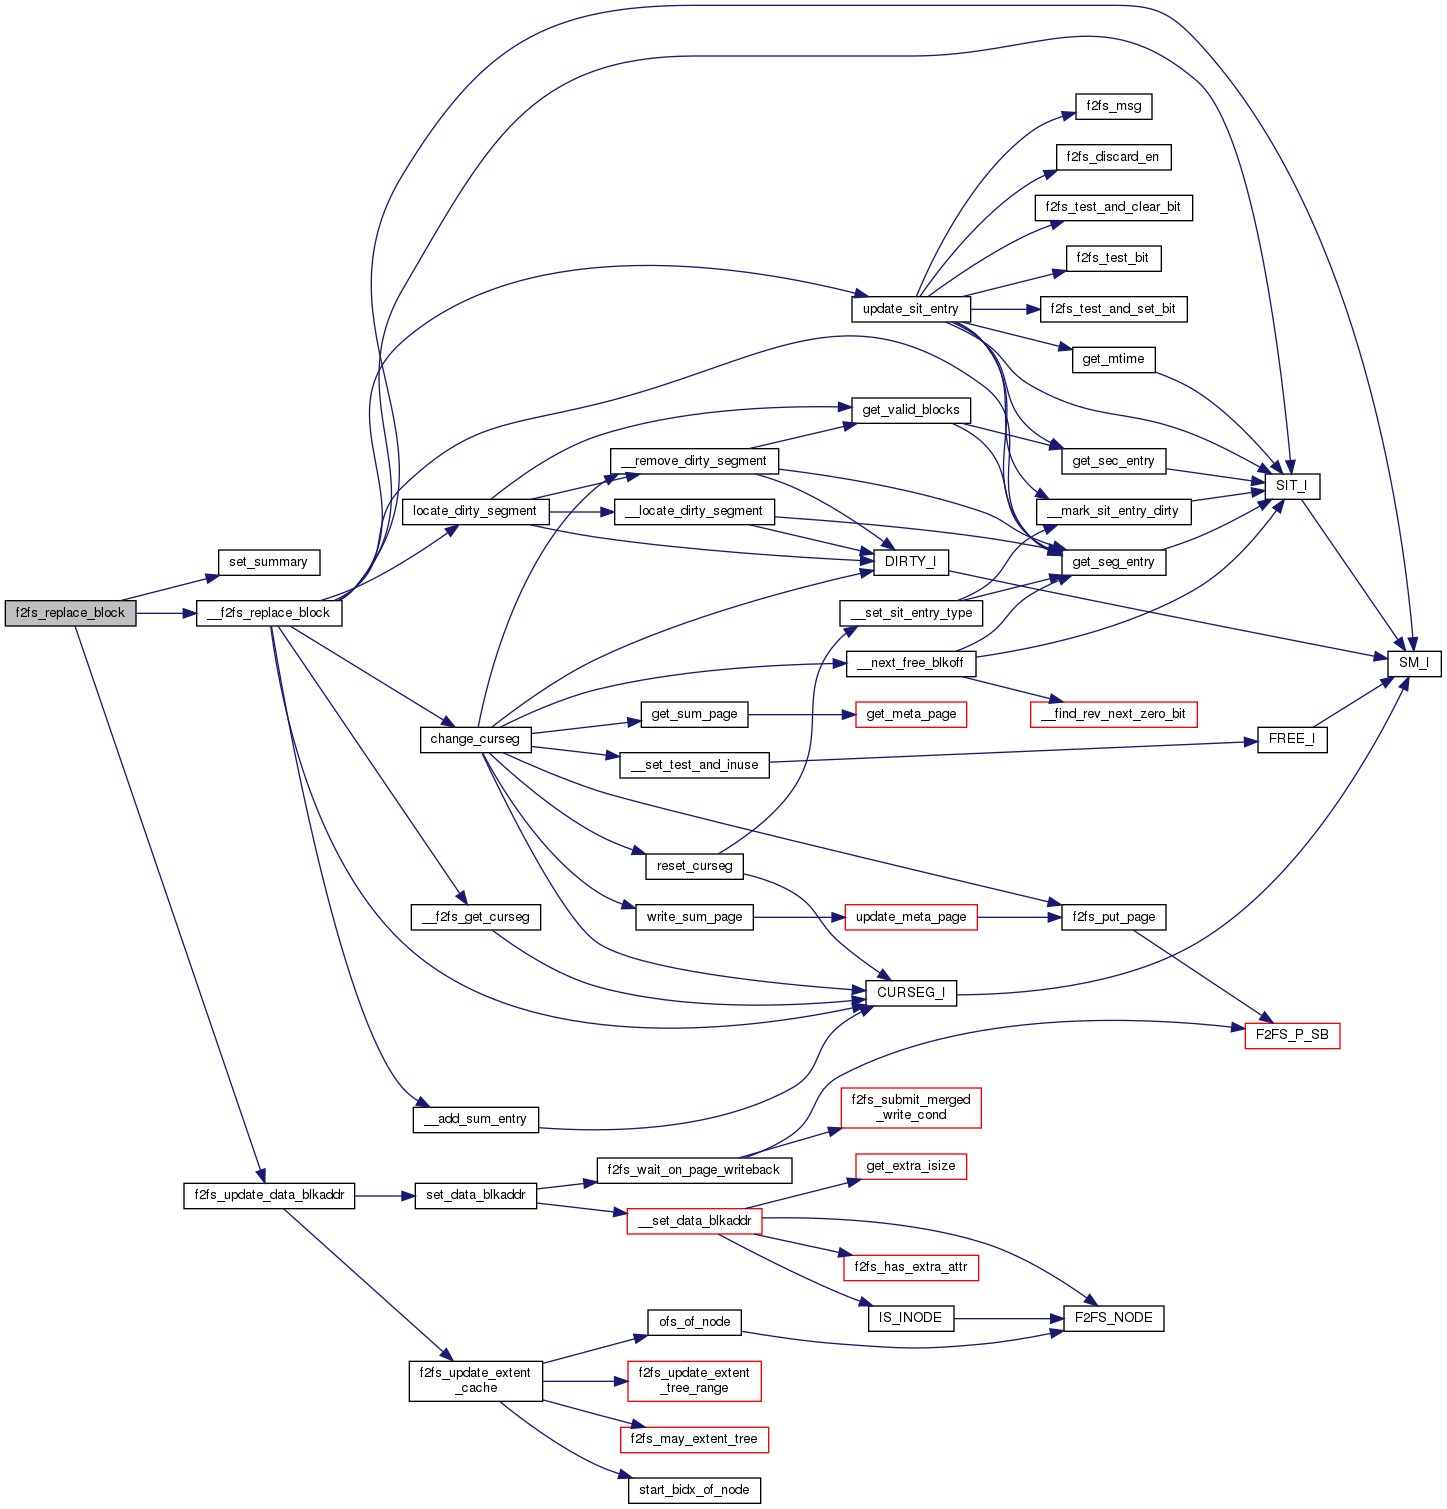 f2fs_msg
f2fs_discard_en
f2fs_test_and_clear_bit
f2fs_test_bit
update_sit_entry
f2fs_test_and_set_bit
get_mtime
get_valid_blocks
__remove_dirty_segment
get_sec_entry
SIT_I
locate_dirty_segment
__locate_dirty_segment
__mark_sit_entry_dirty
set_summary
DIRTY_I
get_seg_entry
f2fs_replace_block
__f2fs_replace_block
__set_sit_entry_type
__next_free_blkoff
SM_I
get_sum_page
get_meta_page
__find_rev_next_zero_bit
change_curseg
FREE_I
__set_test_and_inuse
reset_curseg
__f2fs_get_curseg
write_sum_page
update_meta_page
f2fs_put_page
CURSEG_I
F2FS_P_SB
__add_sum_entry
f2fs_submit_merged
_write_cond
f2fs_wait_on_page_writeback
get_extra_isize
f2fs_update_data_blkaddr
set_data_blkaddr
__set_data_blkaddr
f2fs_has_extra_attr
ofs_of_node
IS_INODE
F2FS_NODE
f2fs_update_extent
_cache
f2fs_update_extent
_tree_range
f2fs_may_extent_tree
start_bidx_of_node